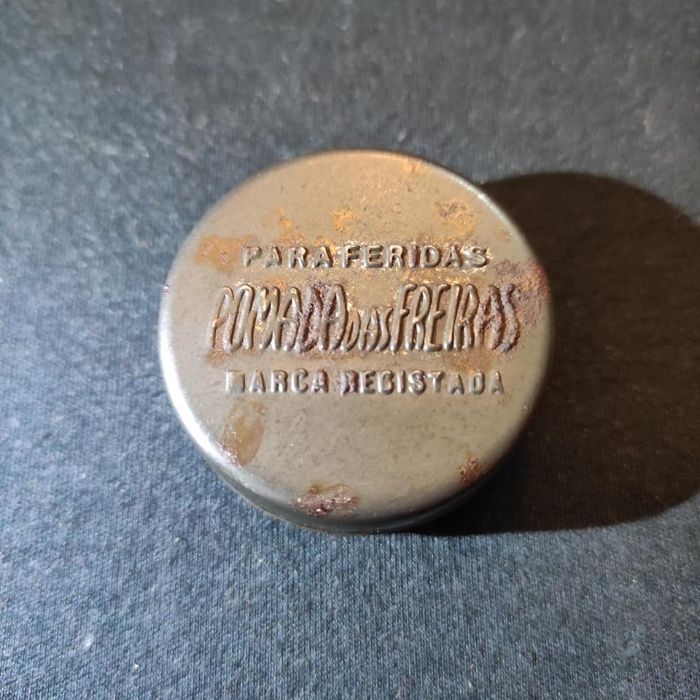 PARA FERIDAS
POMADA DAS FREIRAS
MARCA REGISTADA